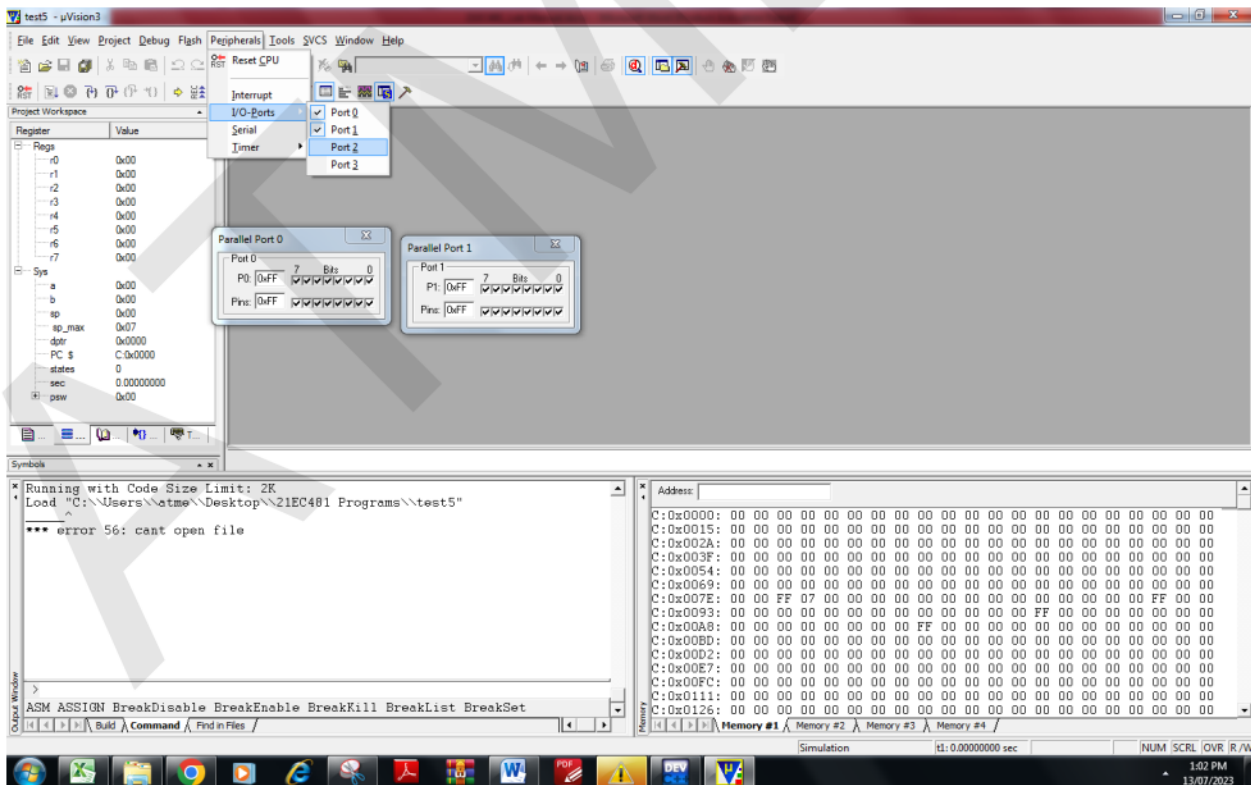 test5 - µVision3
File Edit View Project Debug Flash Peripherals Tools SVCS Window Help
Reset CPU
Interrupt
I/O-Ports
Serial
Timer
Port 0
Port 1
Port 2
Port 3
Project Workspace
Register Value
Regs
r0 0x00
r1 0x00
r2 0x00
r3 0x00
r4 0x00
r5 0x00
r6 0x00
r7 0x00
Sys
a 0x00
b 0x00
sp 0x00
sp_max 0x07
dptr 0x0000
PC $ C:0x0000
states 0
sec 0.00000000
psw 0x00
Parallel Port 0
Port 0
7 Bits 0
P0: 0xFF
Pins: 0xFF
Parallel Port 1
Port 1
7 Bits 0
P1: 0xFF
Pins: 0xFF
Symbols
Running with Code Size Limit: 2K
Load "C:\\Users\\atme\\Desktop\\21EC481 Programs\\test5"
^
*** error 56: cant open file
>
ASM ASSIGN BreakDisable BreakEnable BreakKill BreakList BreakSet
Output Window
Build Command Find in Files
Address:
C:0x0000: 00 00 00 00 00 00 00 00 00 00 00 00 00 00 00 00 00 00 00 00 00
C:0x0015: 00 00 00 00 00 00 00 00 00 00 00 00 00 00 00 00 00 00 00 00 00
C:0x002A: 00 00 00 00 00 00 00 00 00 00 00 00 00 00 00 00 00 00 00 00 00
C:0x003F: 00 00 00 00 00 00 00 00 00 00 00 00 00 00 00 00 00 00 00 00 00
C:0x0054: 00 00 00 00 00 00 00 00 00 00 00 00 00 00 00 00 00 00 00 00 00
C:0x0069: 00 00 00 00 00 00 00 00 00 00 00 00 00 00 00 00 00 00 00 00 00
C:0x007E: 00 00 FF 07 00 00 00 00 00 00 00 00 00 00 00 00 00 00 FF 00 00
C:0x0093: 00 00 00 00 00 00 00 00 00 00 00 00 00 FF 00 00 00 00 00 00 00
C:0x00A8: 00 00 00 00 00 00 00 00 FF 00 00 00 00 00 00 00 00 00 00 00 00
C:0x00BD: 00 00 00 00 00 00 00 00 00 00 00 00 00 00 00 00 00 00 00 00 00
C:0x00D2: 00 00 00 00 00 00 00 00 00 00 00 00 00 00 00 00 00 00 00 00 00
C:0x00E7: 00 00 00 00 00 00 00 00 00 00 00 00 00 00 00 00 00 00 00 00 00
C:0x00FC: 00 00 00 00 00 00 00 00 00 00 00 00 00 00 00 00 00 00 00 00 00
C:0x0111: 00 00 00 00 00 00 00 00 00 00 00 00 00 00 00 00 00 00 00 00 00
C:0x0126: 00 00 00 00 00 00 00 00 00 00 00 00 00 00 00 00 00 00 00 00 00
Memory
Memory #1 Memory #2 Memory #3 Memory #4
Simulation t1: 0.00000000 sec NUM SCRL OVR R/W
1:02 PM
13/07/2023